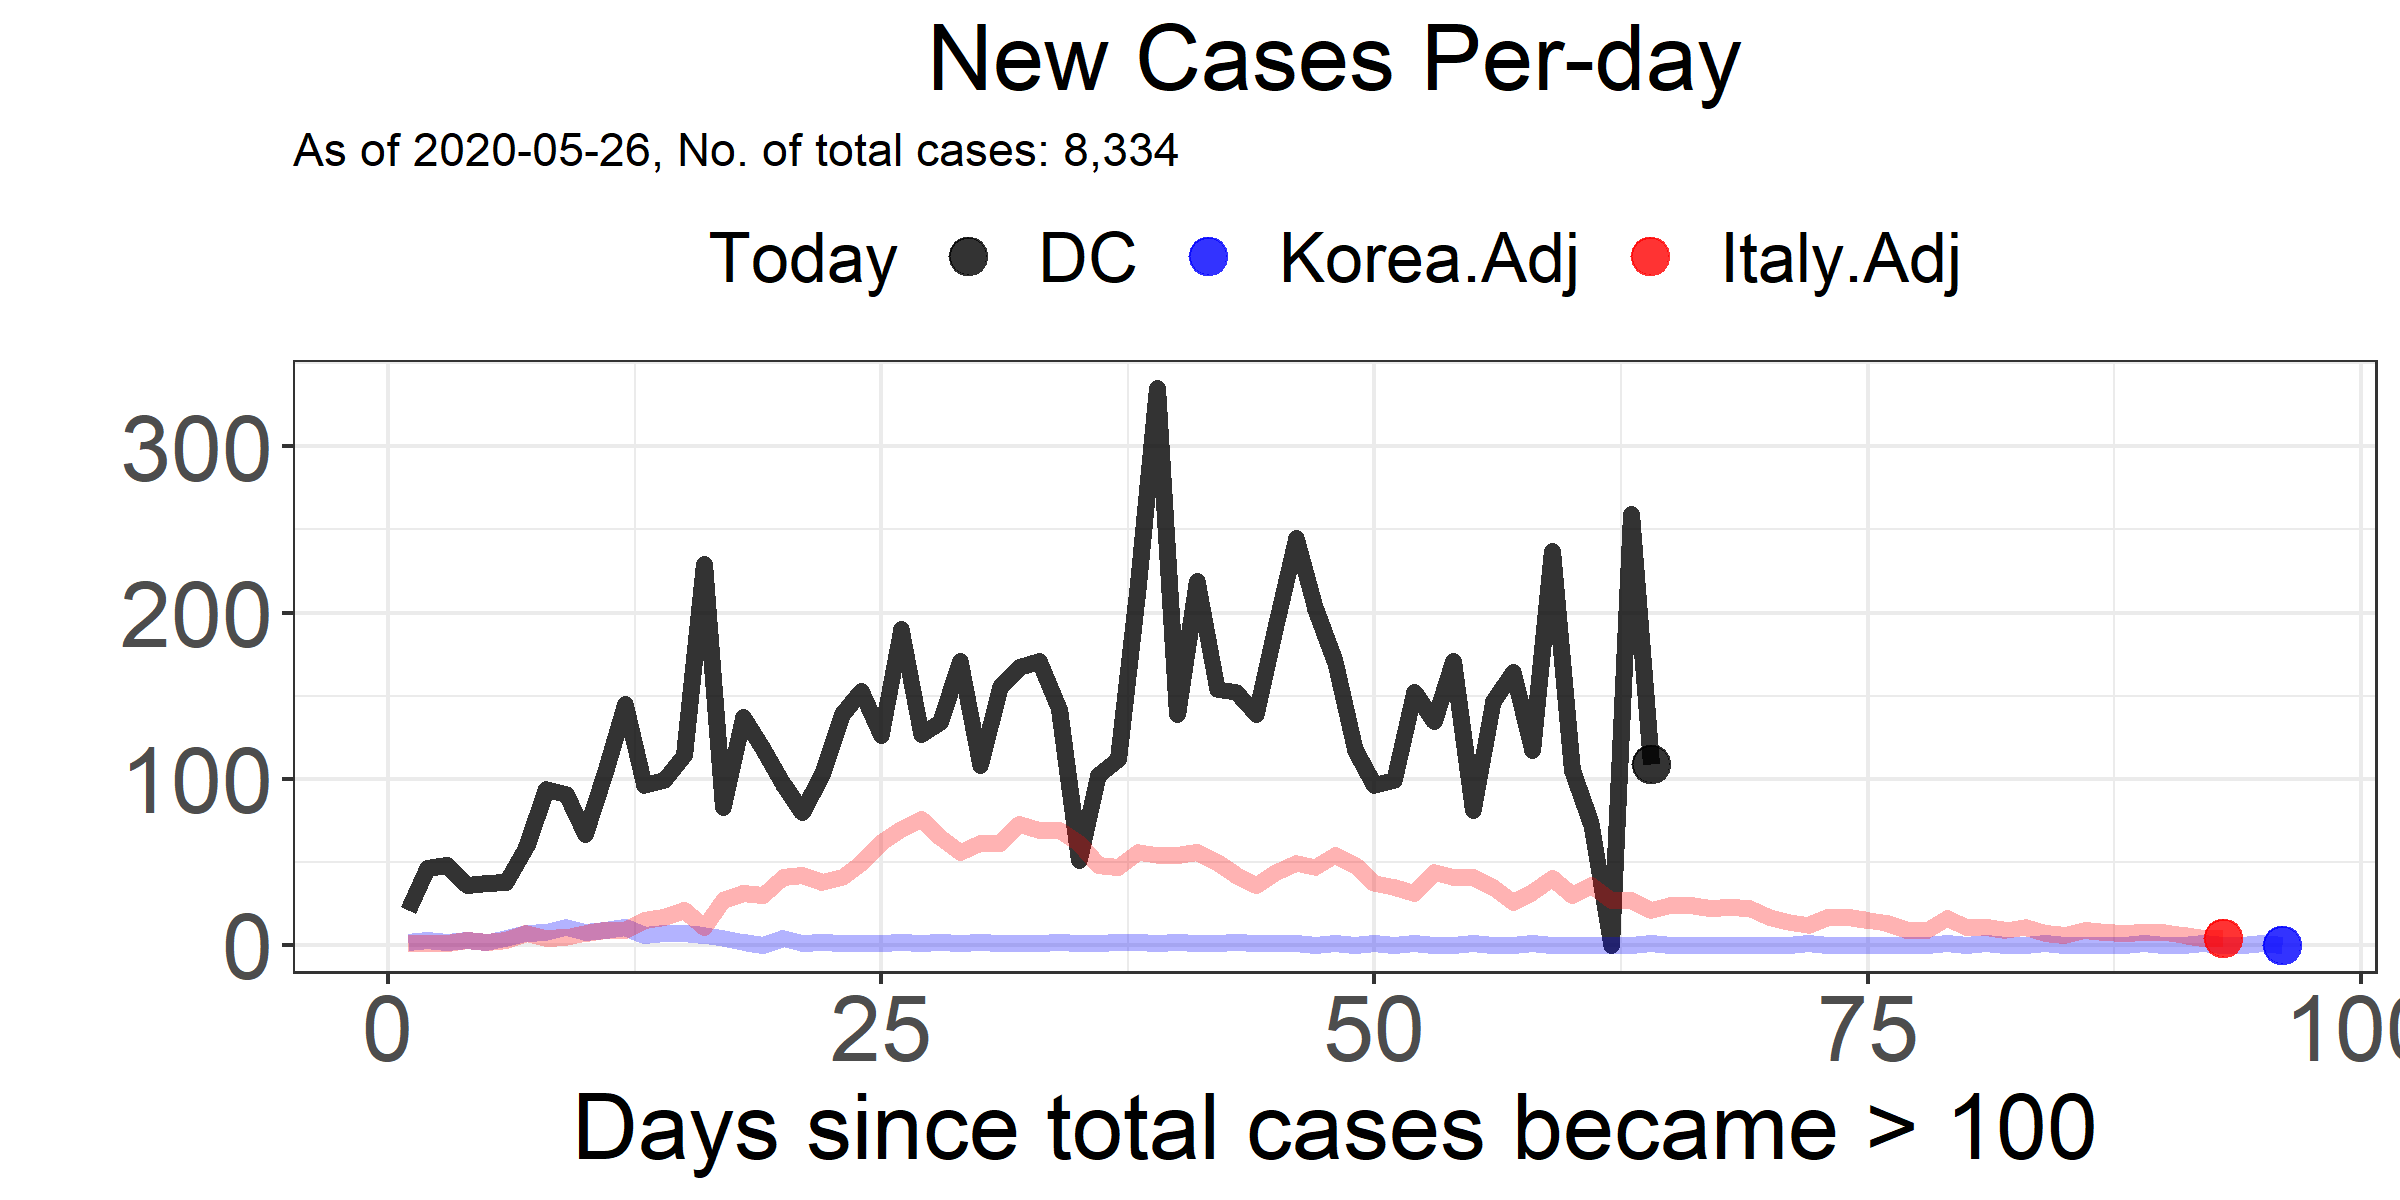 New Cases Per-day
As of 2020-05-26, No. of total cases: 8,334
Today DC Korea.Adj Italy.Adj
300
200
100
0
0 25 50 75 100
Days since total cases became > 100